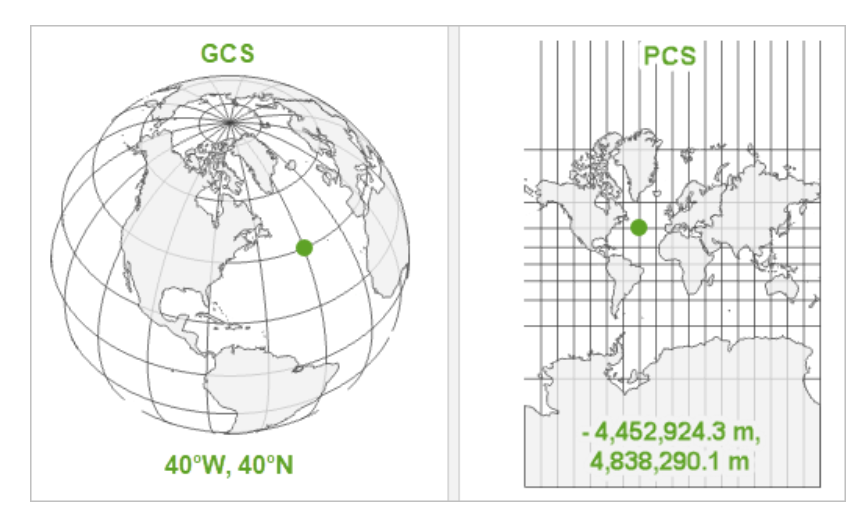 GCS
40°W, 40°N
PCS
- 4,452,924.3 m,
4,838,290.1 m